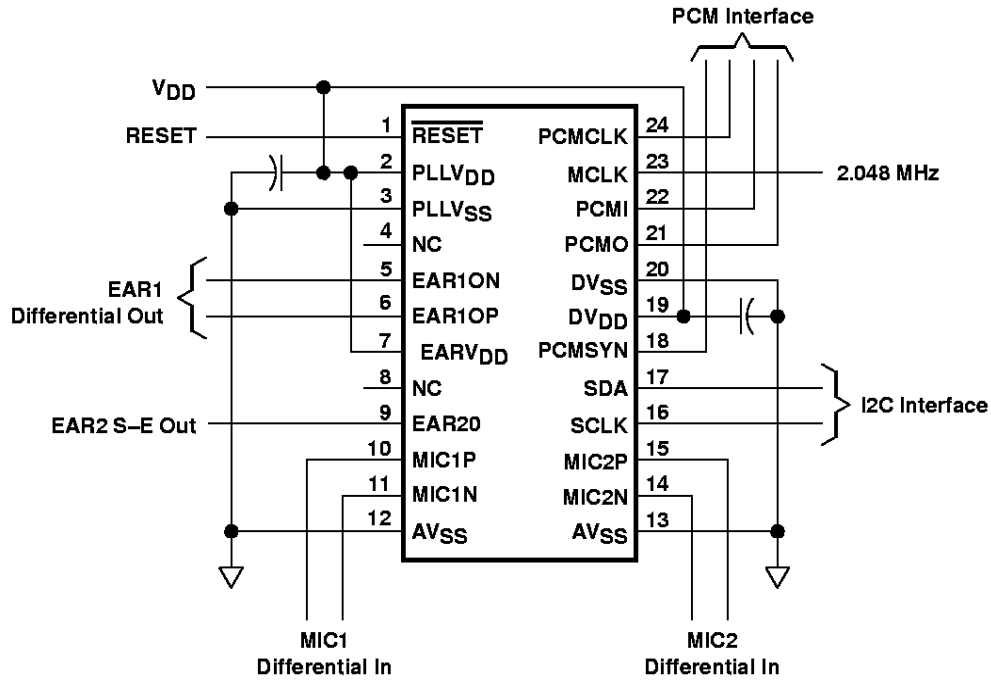 PCM Interface
VDD
RESET
1 RESET
2 PLLVDD
3 PLLVSS
4 NC
5 EAR1ON
6 EAR1OP
7 EARVDD
8 NC
9 EAR20
10 MIC1P
11 MIC1N
12 AVSS
PCMCLK 24
MCLK 23
PCMI 22
PCMO 21
DVSS 20
DVDD 19
PCMSYN 18
SDA 17
SCLK 16
MIC2P 15
MIC2N 14
AVSS 13
2.048 MHz
EAR1
Differential Out
EAR2 S–E Out
I2C Interface
MIC1
Differential In
MIC2
Differential In